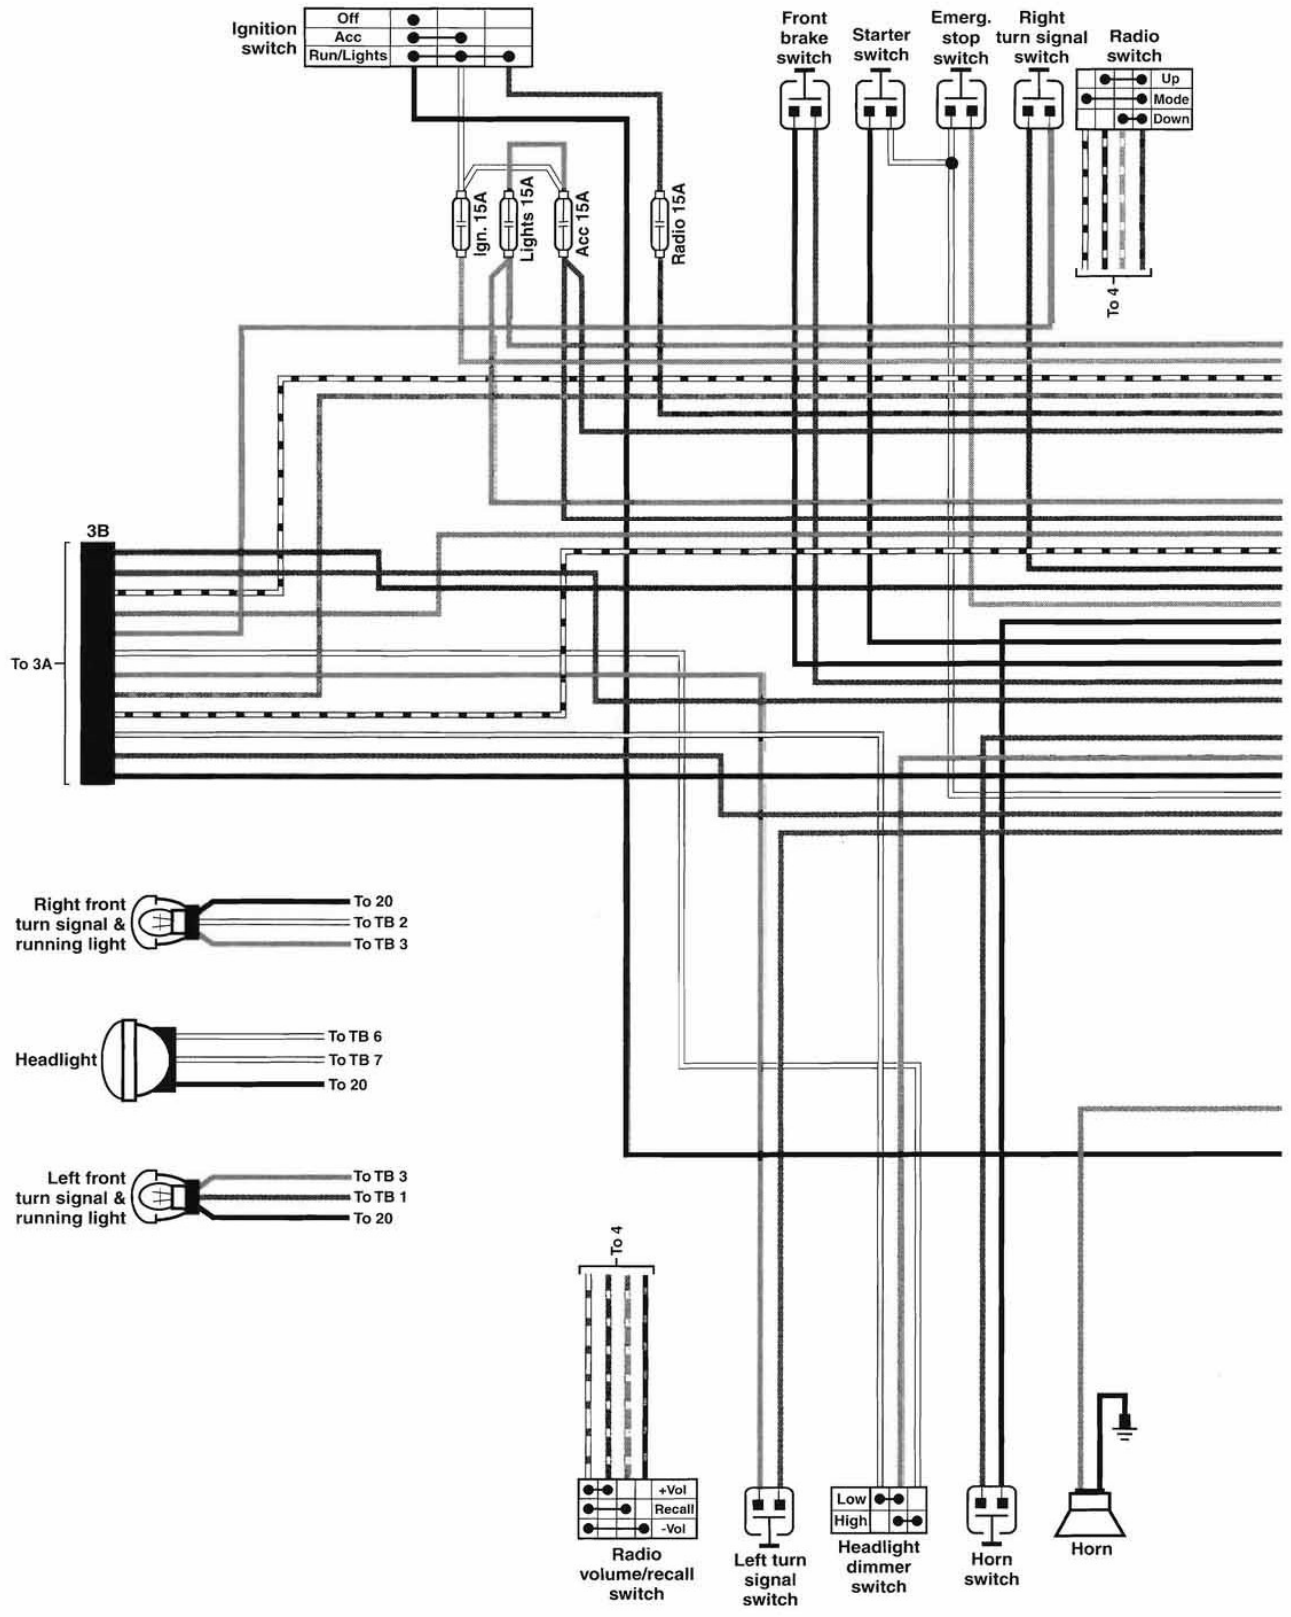 Ignition
switch
Off
Acc
Run/Lights
Front
brake
switch
Starter
switch
Emerg.
stop
switch
Right
turn signal
switch
Radio
switch
Up
Mode
Down
To 4
Ign. 15A
Lights 15A
Acc 15A
Radio 15A
3B
To 3A
Right front
turn signal &
running light
To 20
To TB 2
To TB 3
Headlight
To TB 6
To TB 7
To 20
Left front
turn signal &
running light
To TB 3
To TB 1
To 20
To 4
+Vol
Recall
-Vol
Radio
volume/recall
switch
Left turn
signal
switch
Low
High
Headlight
dimmer
switch
Horn
switch
Horn